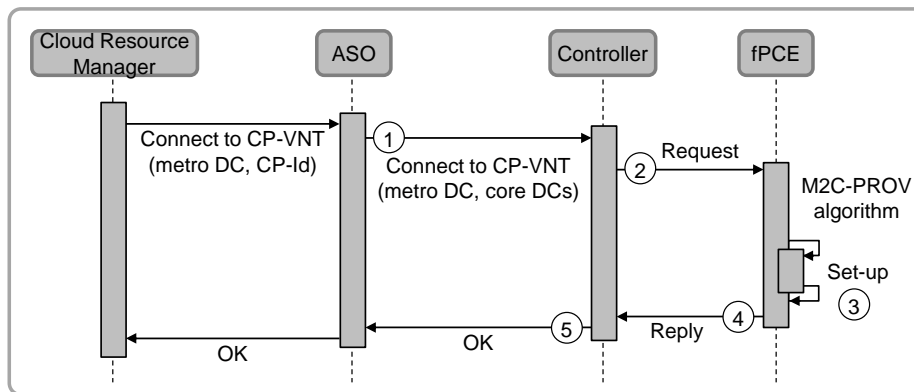 Cloud Resource
Manager
ASO
Controller
fPCE
Connect to CP-VNT
(metro DC, CP-Id)
1
Connect to CP-VNT
(metro DC, core DCs)
2
Request
M2C-PROV
algorithm
Set-up
3
4
Reply
5
OK
OK